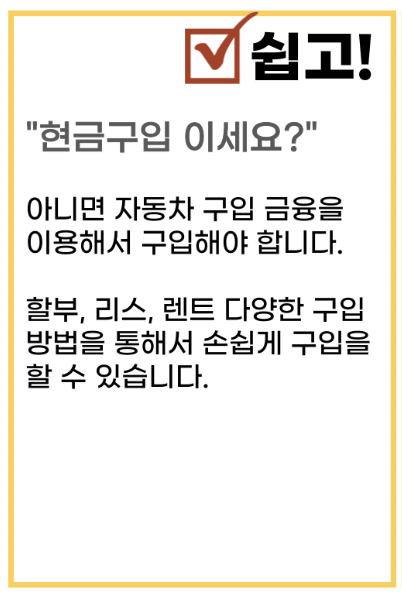 쉽고!
"현금구입 이세요?"
아니면 자동차 구입 금융을
이용해서 구입해야 합니다.
할부, 리스, 렌트 다양한 구입
방법을 통해서 손쉽게 구입을
할 수 있습니다.